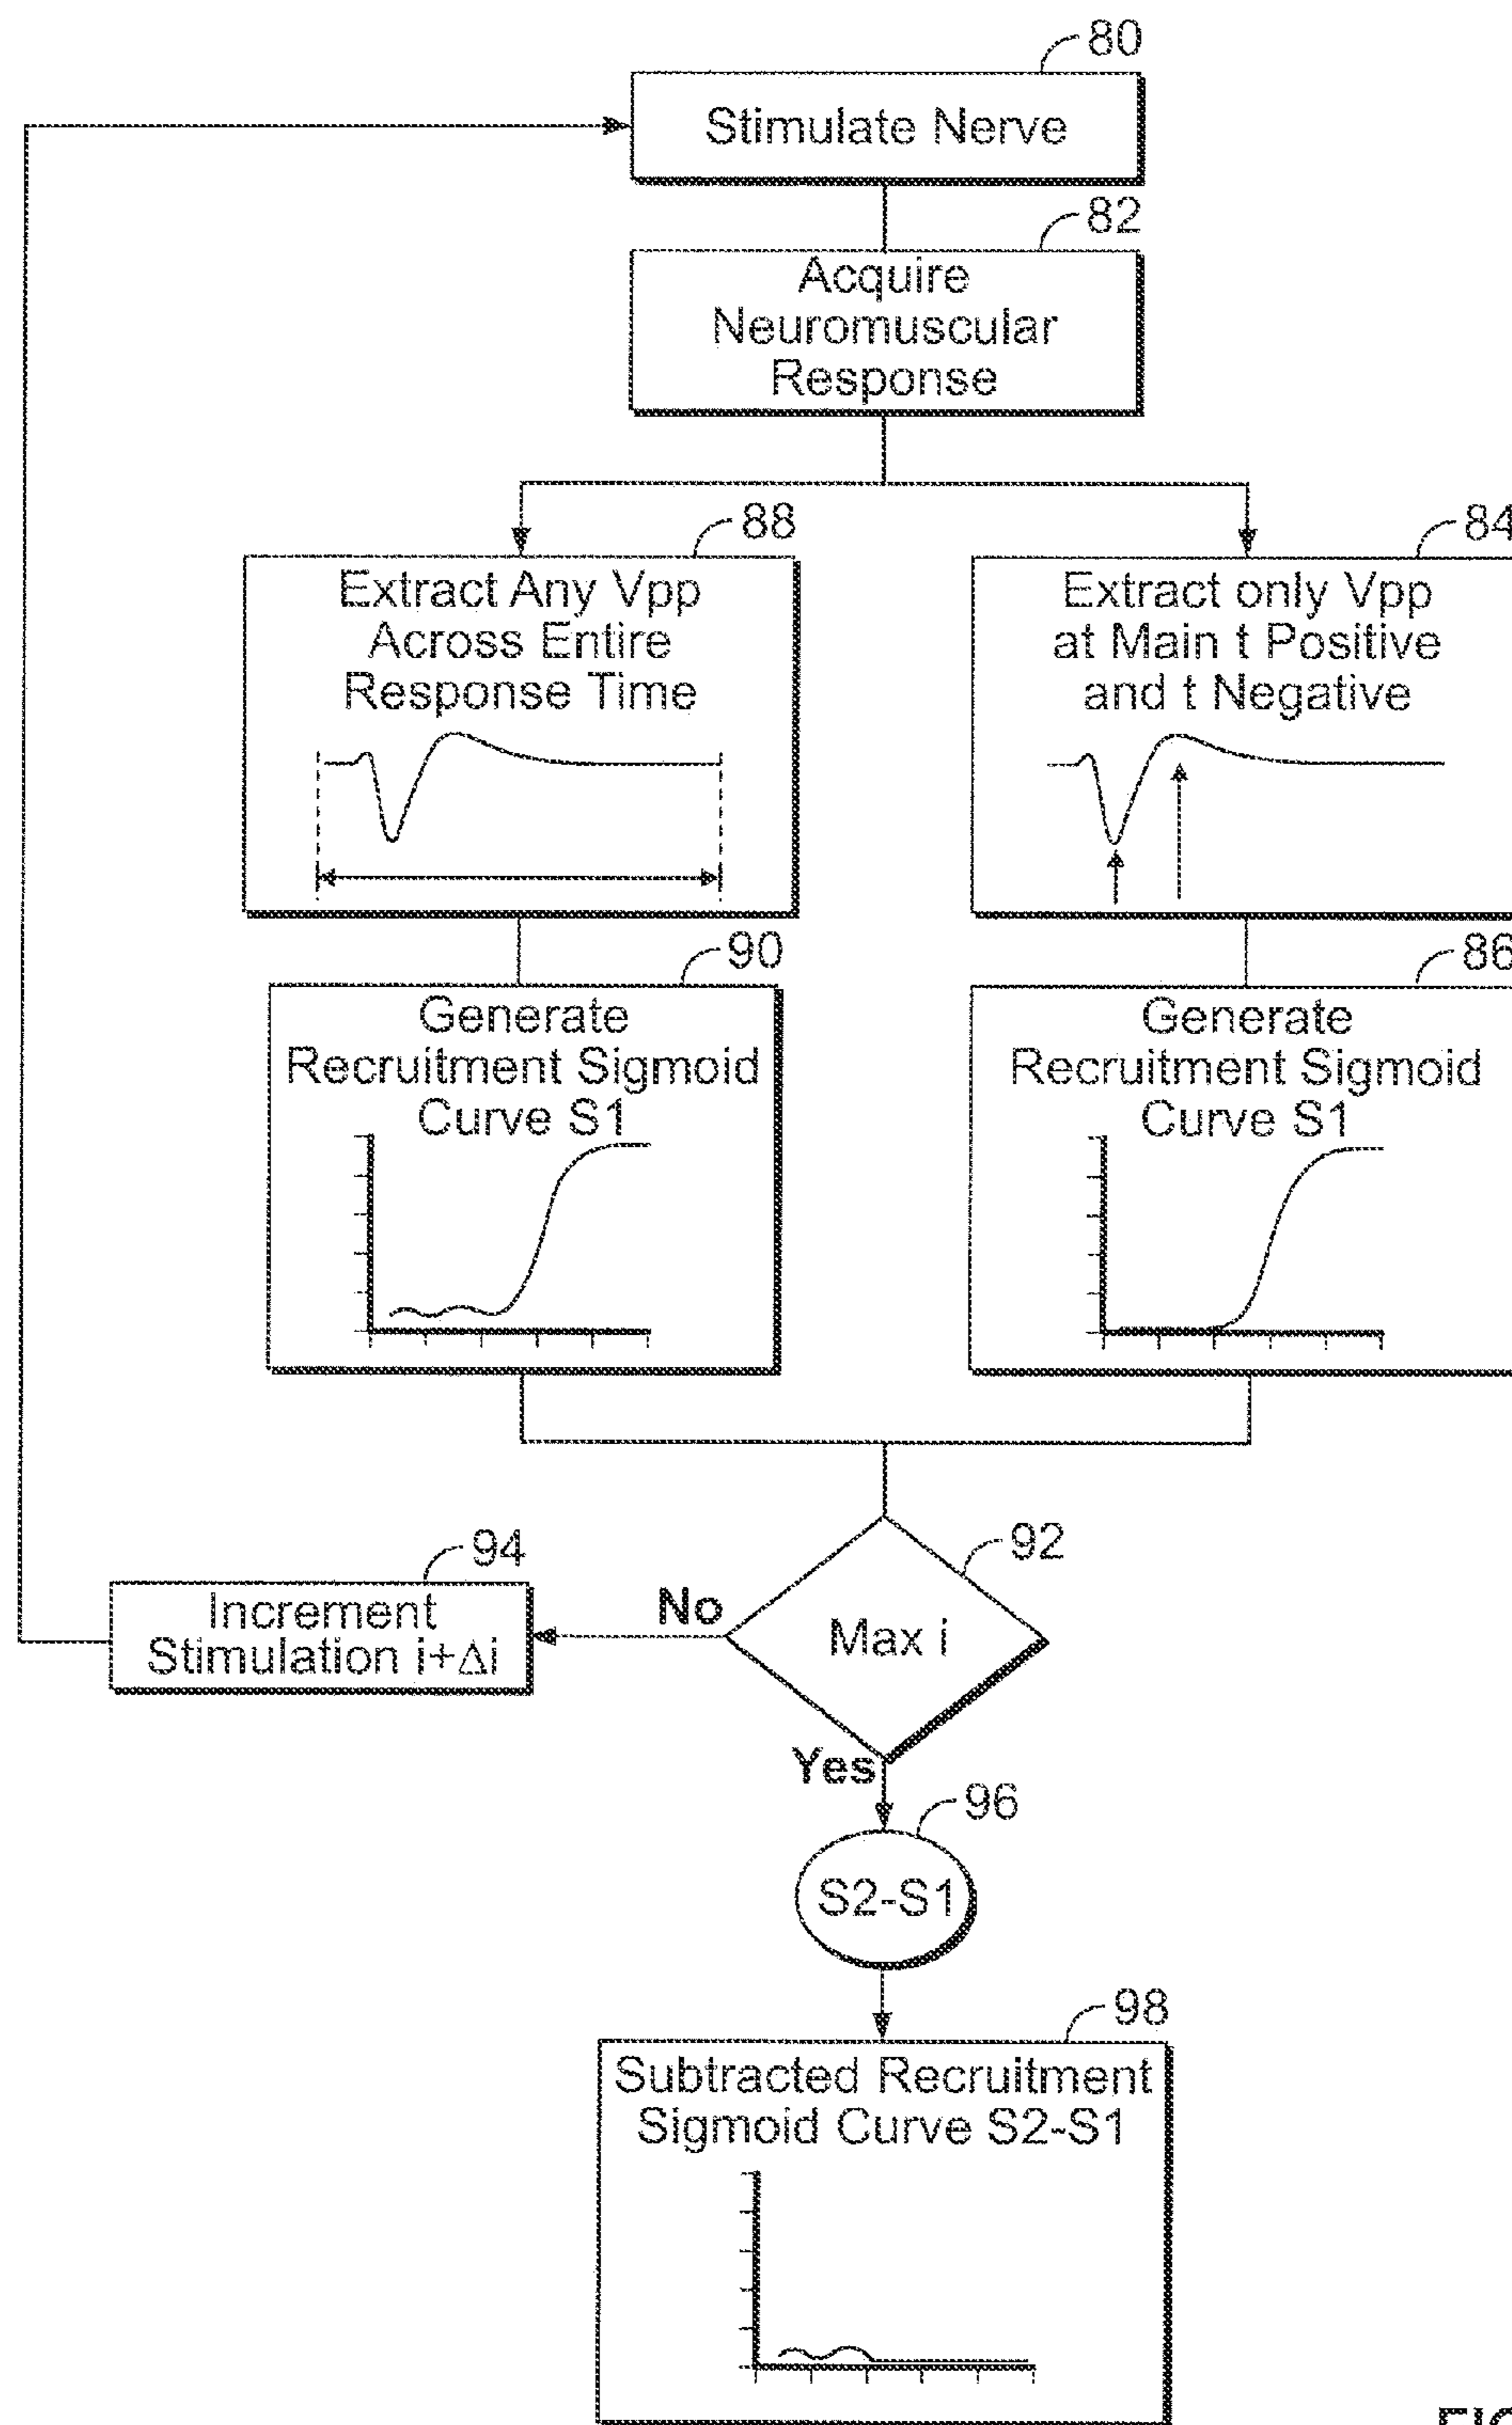 80
Stimulate Nerve
82
Acquire
Neuromuscular
Response
88
Extract Any Vpp
Across Entire
Response Time
84
Extract only Vpp
at Main t Positive
and t Negative
90
Generate
Recruitment Sigmoid
Curve S1
86
Generate
Recruitment Sigmoid
Curve S1
92
Max i
No
94
Increment
Stimulation i+Δi
Yes
96
S2-S1
98
Subtracted Recruitment
Sigmoid Curve S2-S1